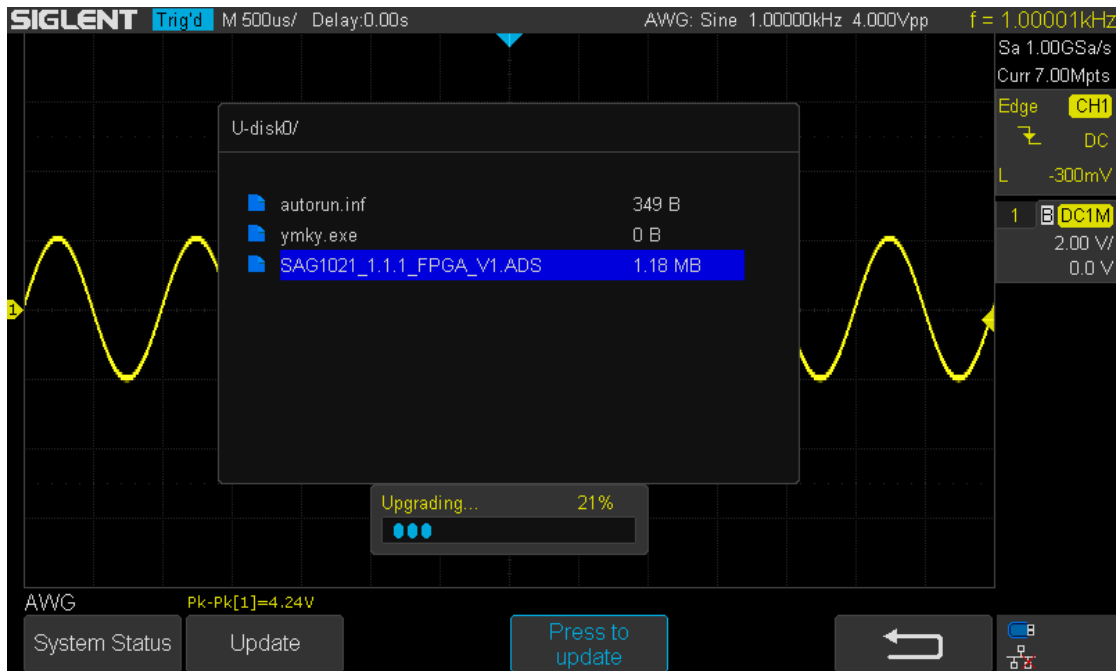 SIGLENT Trig'd M 500us/ Delay:0.00s AWG: Sine 1.00000kHz 4.000Vpp f = 1.00001kHz
Sa 1.00GSa/s
Curr 7.00Mpts
Edge CH1
DC
L -300mV
1 B DC1M
2.00 V/
0.0 V
U-disk0/
autorun.inf 349 B
ymky.exe 0 B
SAG1021_1.1.1_FPGA_V1.ADS 1.18 MB
1
Upgrading... 21%
AWG Pk-Pk[1]=4.24V
System Status Update Press to
update